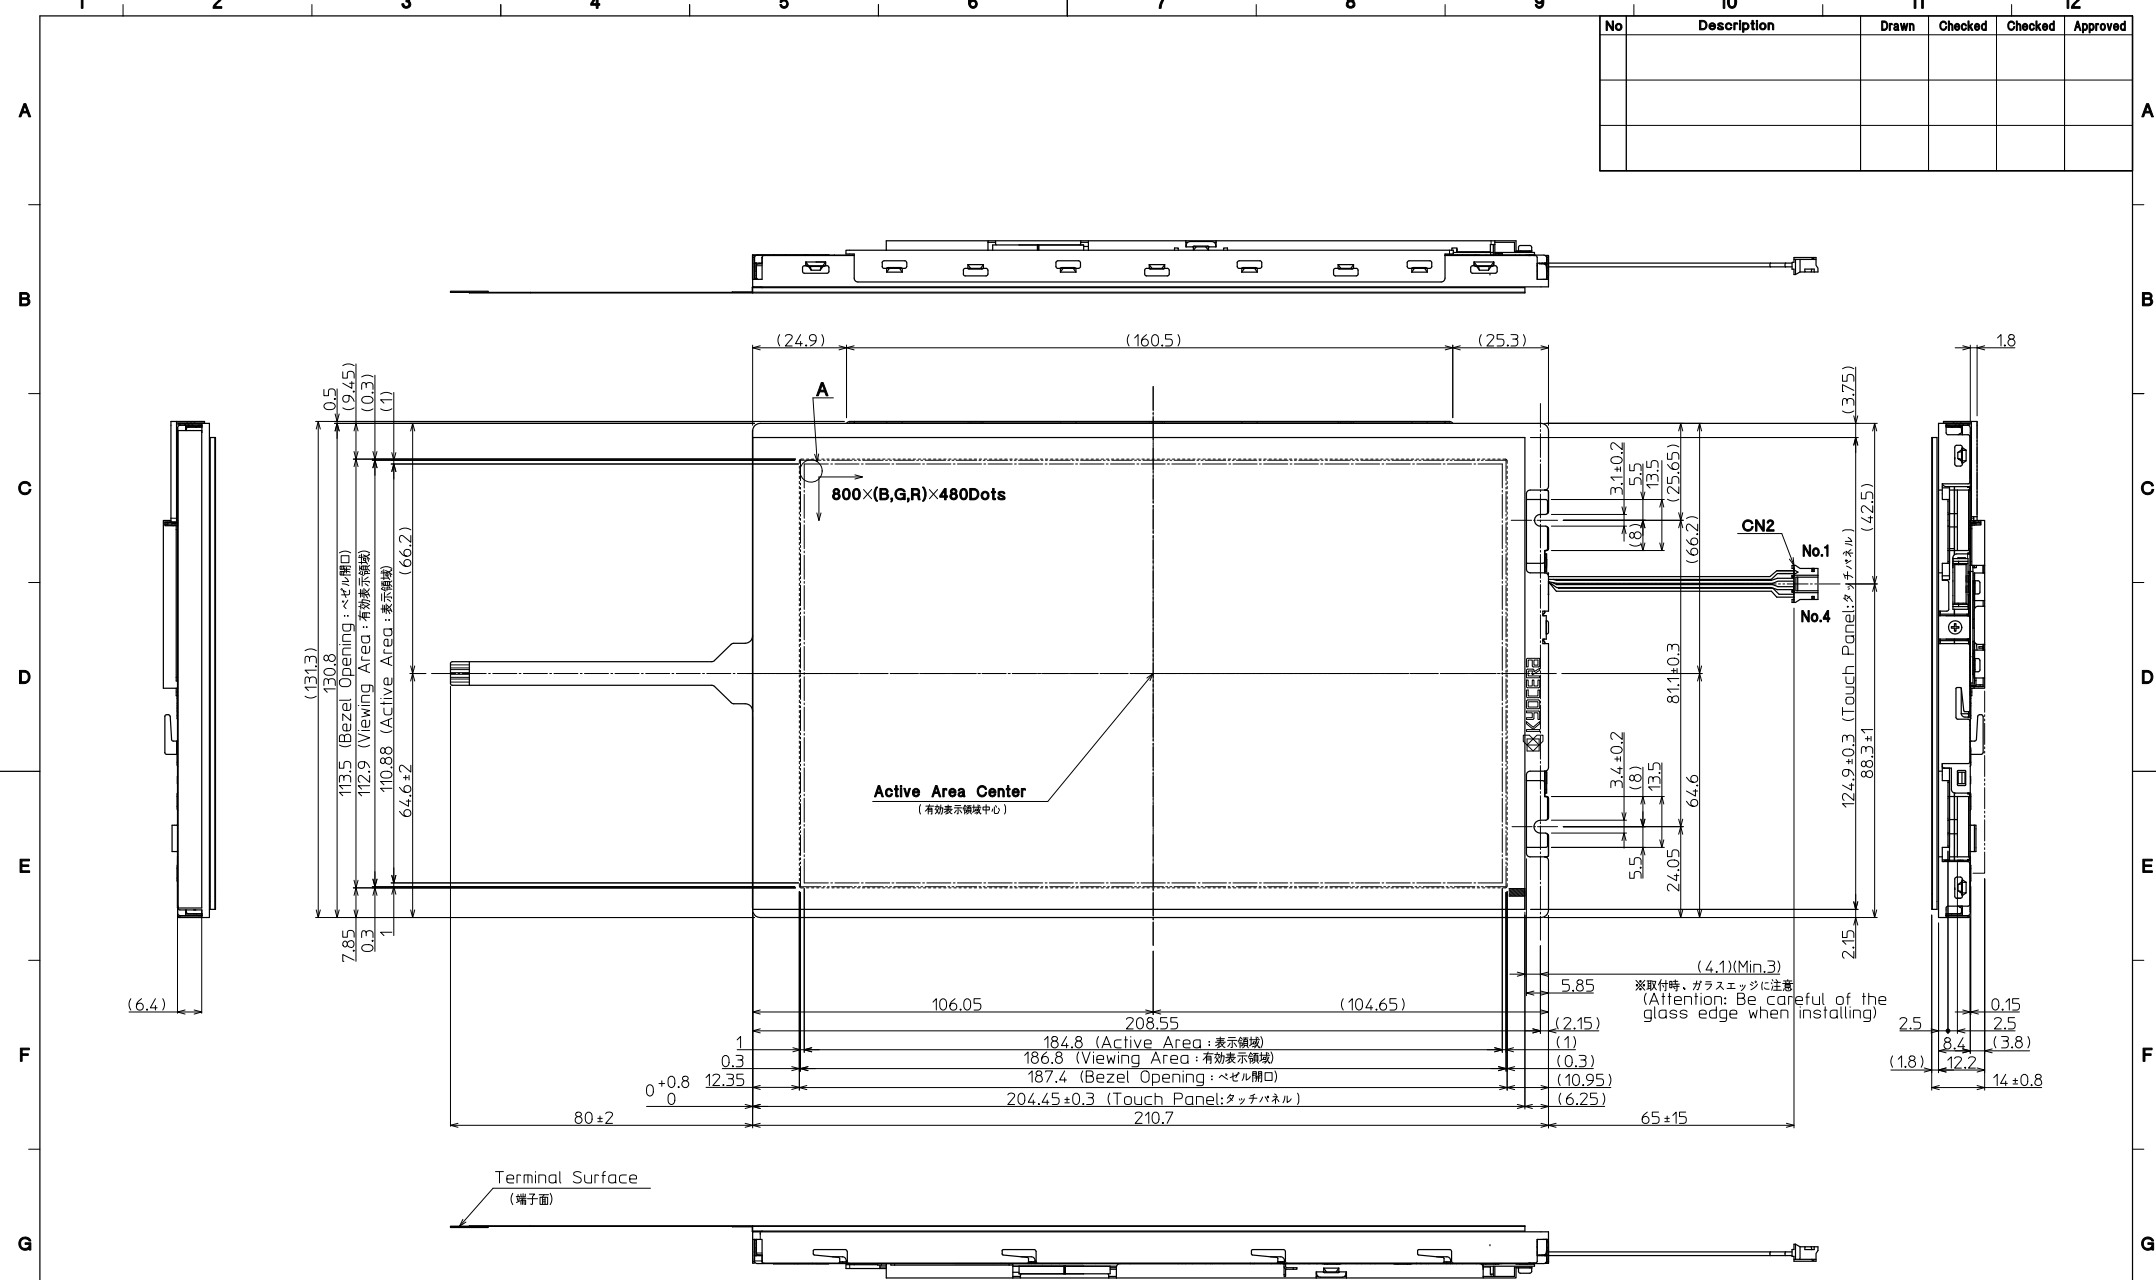 1 2 3 4 5 6 7 8 9 10 11 12
No Description Drawn Checked Checked Approved
A A
B B
(24.9) (160.5) (25.3) 1.8
0.5
(9.45)
(0.3)
(1)
(3.75)
A
800×(B,G,R)×480Dots
C C
3.1±0.2
5.5
13.5
(8)
(25.65)
(66.2)
(66.2)
(42.5)
CN2
No.1
No.4
(131.3)
130.8
113.5 (Bezel Opening:ベゼル開口)
112.9 (Viewing Area:有効表示領域)
110.88 (Active Area:表示領域)
64.6±2
D D
KYOCERA
81.1±0.3
124.9±0.3 (Touch Panel:タッチパネル)
88.3±1
3.4±0.2
(8)
13.5
64.6
Active Area Center
(有効表示領域中心)
E E
5.5
24.05
7.85
0.3
1
2.15
(4.1)(Min.3)
5.85
※取付時、ガラスエッジに注意
(Attention: Be careful of the
glass edge when installing)
(6.4)
106.05 (104.65)
208.55 (2.15)
1 184.8 (Active Area:表示領域) (1)
0.3 186.8 (Viewing Area:有効表示領域) (0.3)
12.35 187.4 (Bezel Opening:ベゼル開口) (10.95)
0 +0.8 0 204.45±0.3 (Touch Panel:タッチパネル) (6.25)
80±2 210.7 65±15
0.15
2.5 2.5
8.4 (3.8)
(1.8) 12.2
14±0.8
F F
Terminal Surface
(端子面)
G G